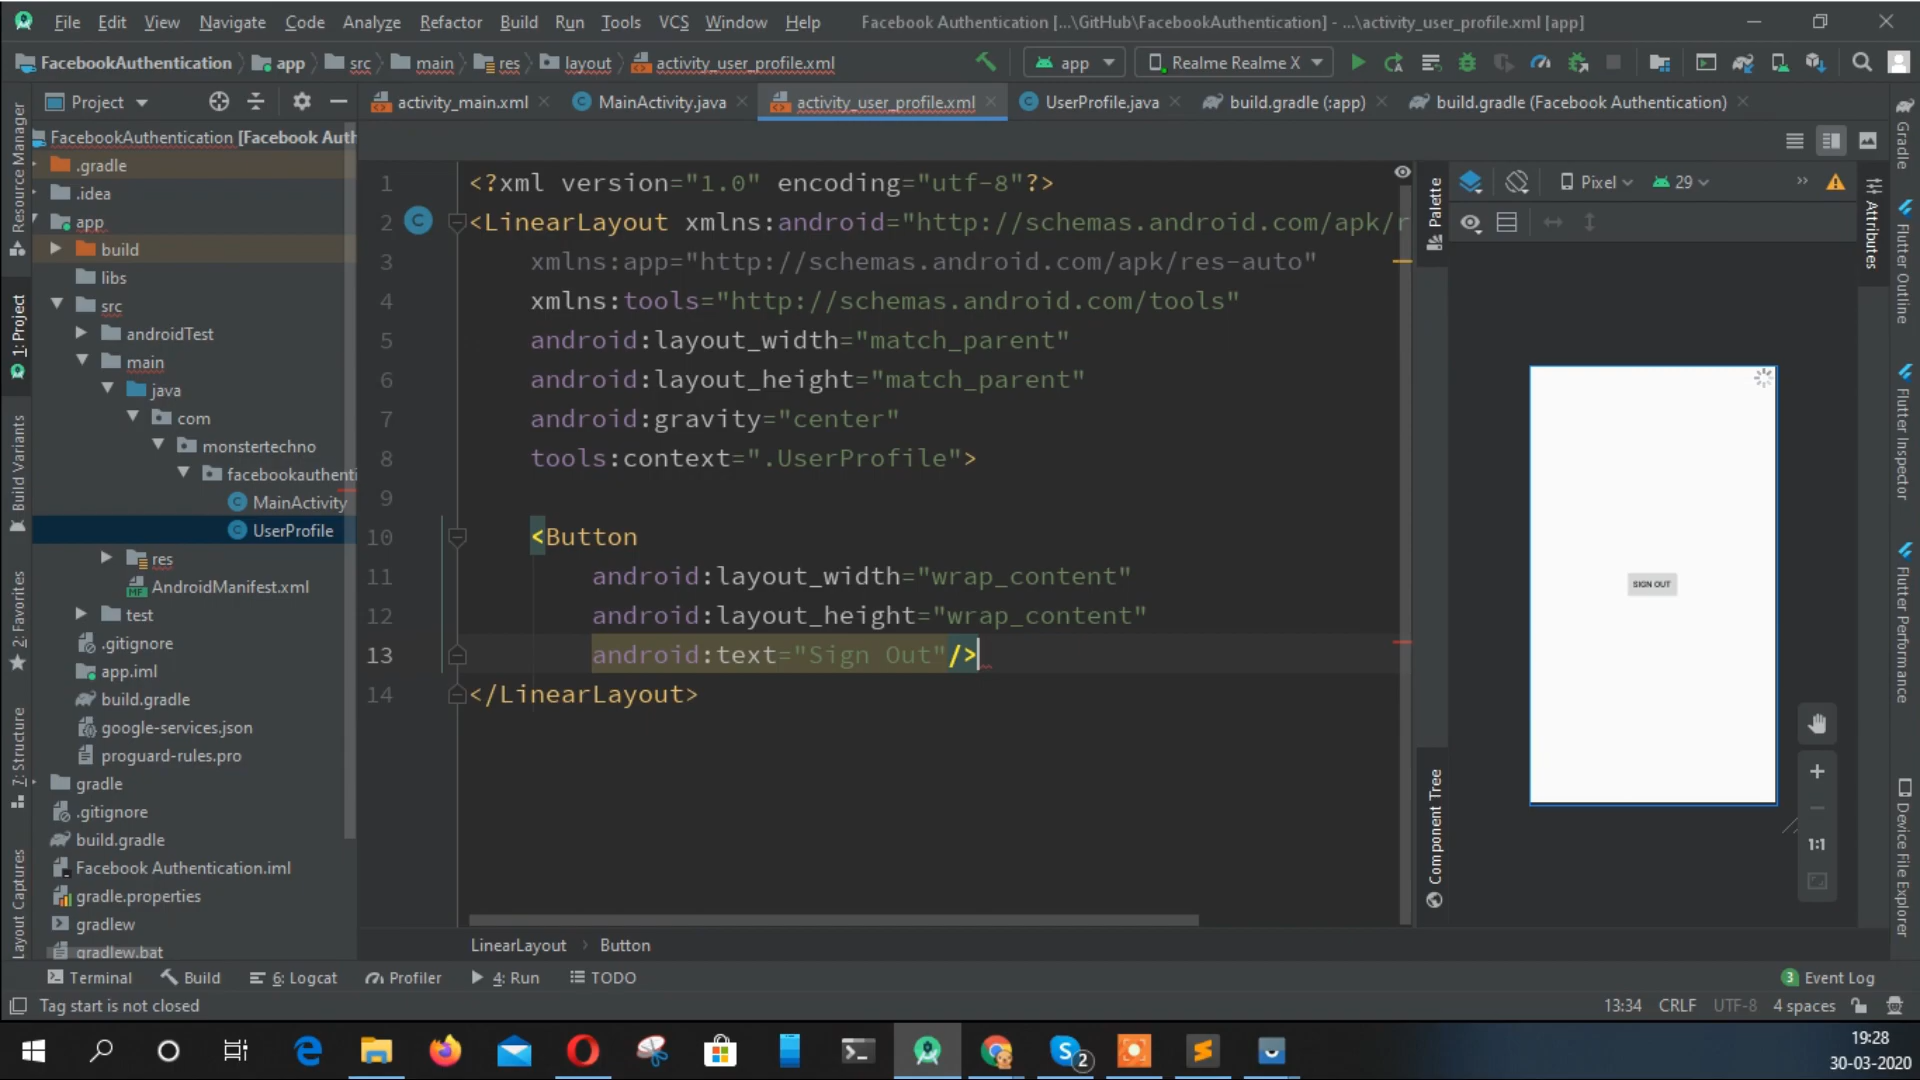 File Edit View Navigate Code Analyze Refactor Build Run Tools VCS Window Help Facebook Authentication [...\GitHub\FacebookAuthentication] - ...\activity_user_profile.xml [app]
FacebookAuthentication app src main res layout activity_user_profile.xml app Realme Realme X
Project activity_main.xml MainActivity.java activity_user_profile.xml UserProfile.java build.gradle (:app) build.gradle (Facebook Authentication)
FacebookAuthentication [Facebook Auth
.gradle
.idea
app
build
libs
src
androidTest
main
java
com
monstertechno
facebookauthenti
MainActivity
UserProfile
res
AndroidManifest.xml
test
.gitignore
app.iml
build.gradle
google-services.json
proguard-rules.pro
gradle
.gitignore
build.gradle
Facebook Authentication.iml
gradle.properties
gradlew
gradlew.bat
Resource Manager
1: Project
Build Variants
2: Favorites
7: Structure
Layout Captures
1 <?xml version="1.0" encoding="utf-8"?>
2 <LinearLayout xmlns:android="http://schemas.android.com/apk/r
3 xmlns:app="http://schemas.android.com/apk/res-auto"
4 xmlns:tools="http://schemas.android.com/tools"
5 android:layout_width="match_parent"
6 android:layout_height="match_parent"
7 android:gravity="center"
8 tools:context=".UserProfile">
9
10 <Button
11 android:layout_width="wrap_content"
12 android:layout_height="wrap_content"
13 android:text="Sign Out"/>
14 </LinearLayout>
LinearLayout Button
Palette
Component Tree
Pixel 29
SIGN OUT
1:1
Attributes
Gradle
Flutter Outline
Flutter Inspector
Flutter Performance
Device File Explorer
Terminal Build 6: Logcat Profiler 4: Run TODO 3 Event Log
Tag start is not closed 13:34 CRLF UTF-8 4 spaces
2
19:28
30-03-2020